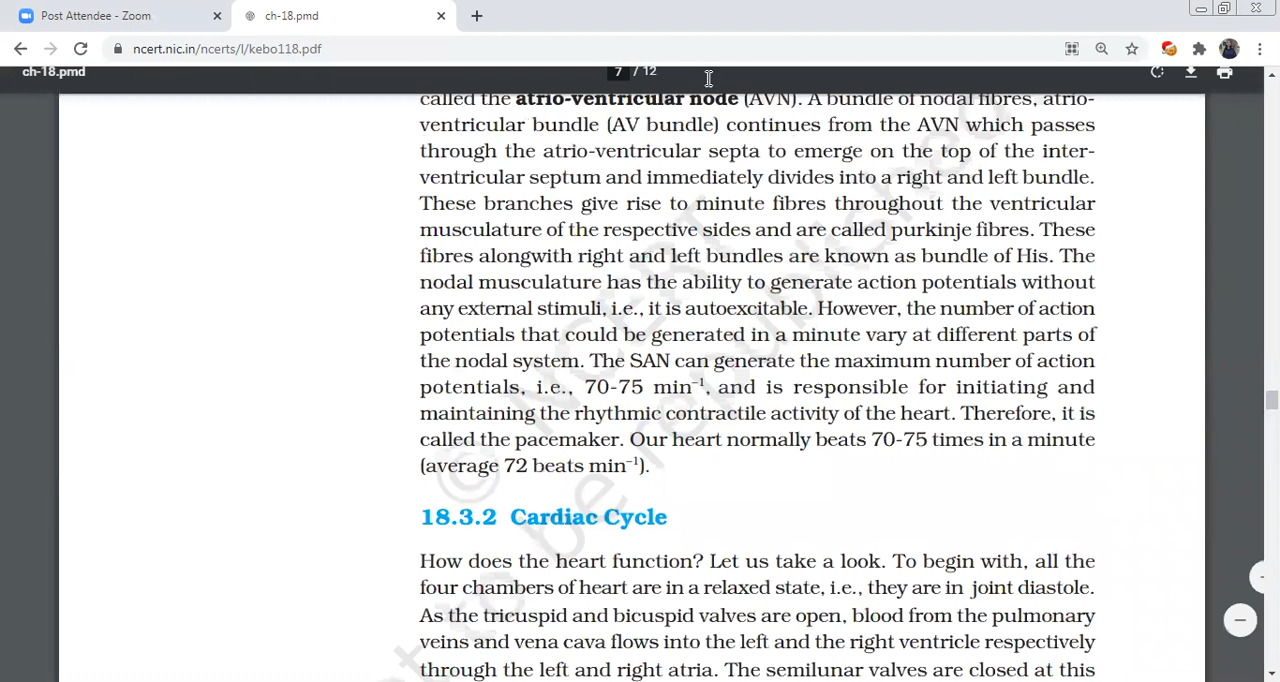 Post Attendee - Zoom
ch-18.pmd
ncert.nic.in/ncerts/l/kebo118.pdf
ch-18.pmd
7 / 12
called the atrio-ventricular node (AVN). A bundle of nodal fibres, atrio-
ventricular bundle (AV bundle) continues from the AVN which passes
through the atrio-ventricular septa to emerge on the top of the inter-
ventricular septum and immediately divides into a right and left bundle.
These branches give rise to minute fibres throughout the ventricular
musculature of the respective sides and are called purkinje fibres. These
fibres alongwith right and left bundles are known as bundle of His. The
nodal musculature has the ability to generate action potentials without
any external stimuli, i.e., it is autoexcitable. However, the number of action
potentials that could be generated in a minute vary at different parts of
the nodal system. The SAN can generate the maximum number of action
potentials, i.e., 70-75 min⁻¹, and is responsible for initiating and
maintaining the rhythmic contractile activity of the heart. Therefore, it is
called the pacemaker. Our heart normally beats 70-75 times in a minute
(average 72 beats min⁻¹).
18.3.2 Cardiac Cycle
How does the heart function? Let us take a look. To begin with, all the
four chambers of heart are in a relaxed state, i.e., they are in joint diastole.
As the tricuspid and bicuspid valves are open, blood from the pulmonary
veins and vena cava flows into the left and the right ventricle respectively
through the left and right atria. The semilunar valves are closed at this
© NCERT
not to be republished